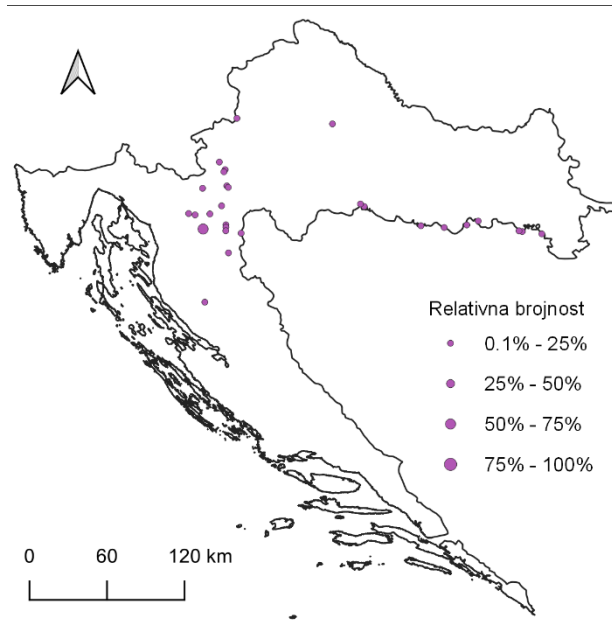 Relativna brojnost
0.1% - 25%
25% - 50%
50% - 75%
75% - 100%
0 60 120 km